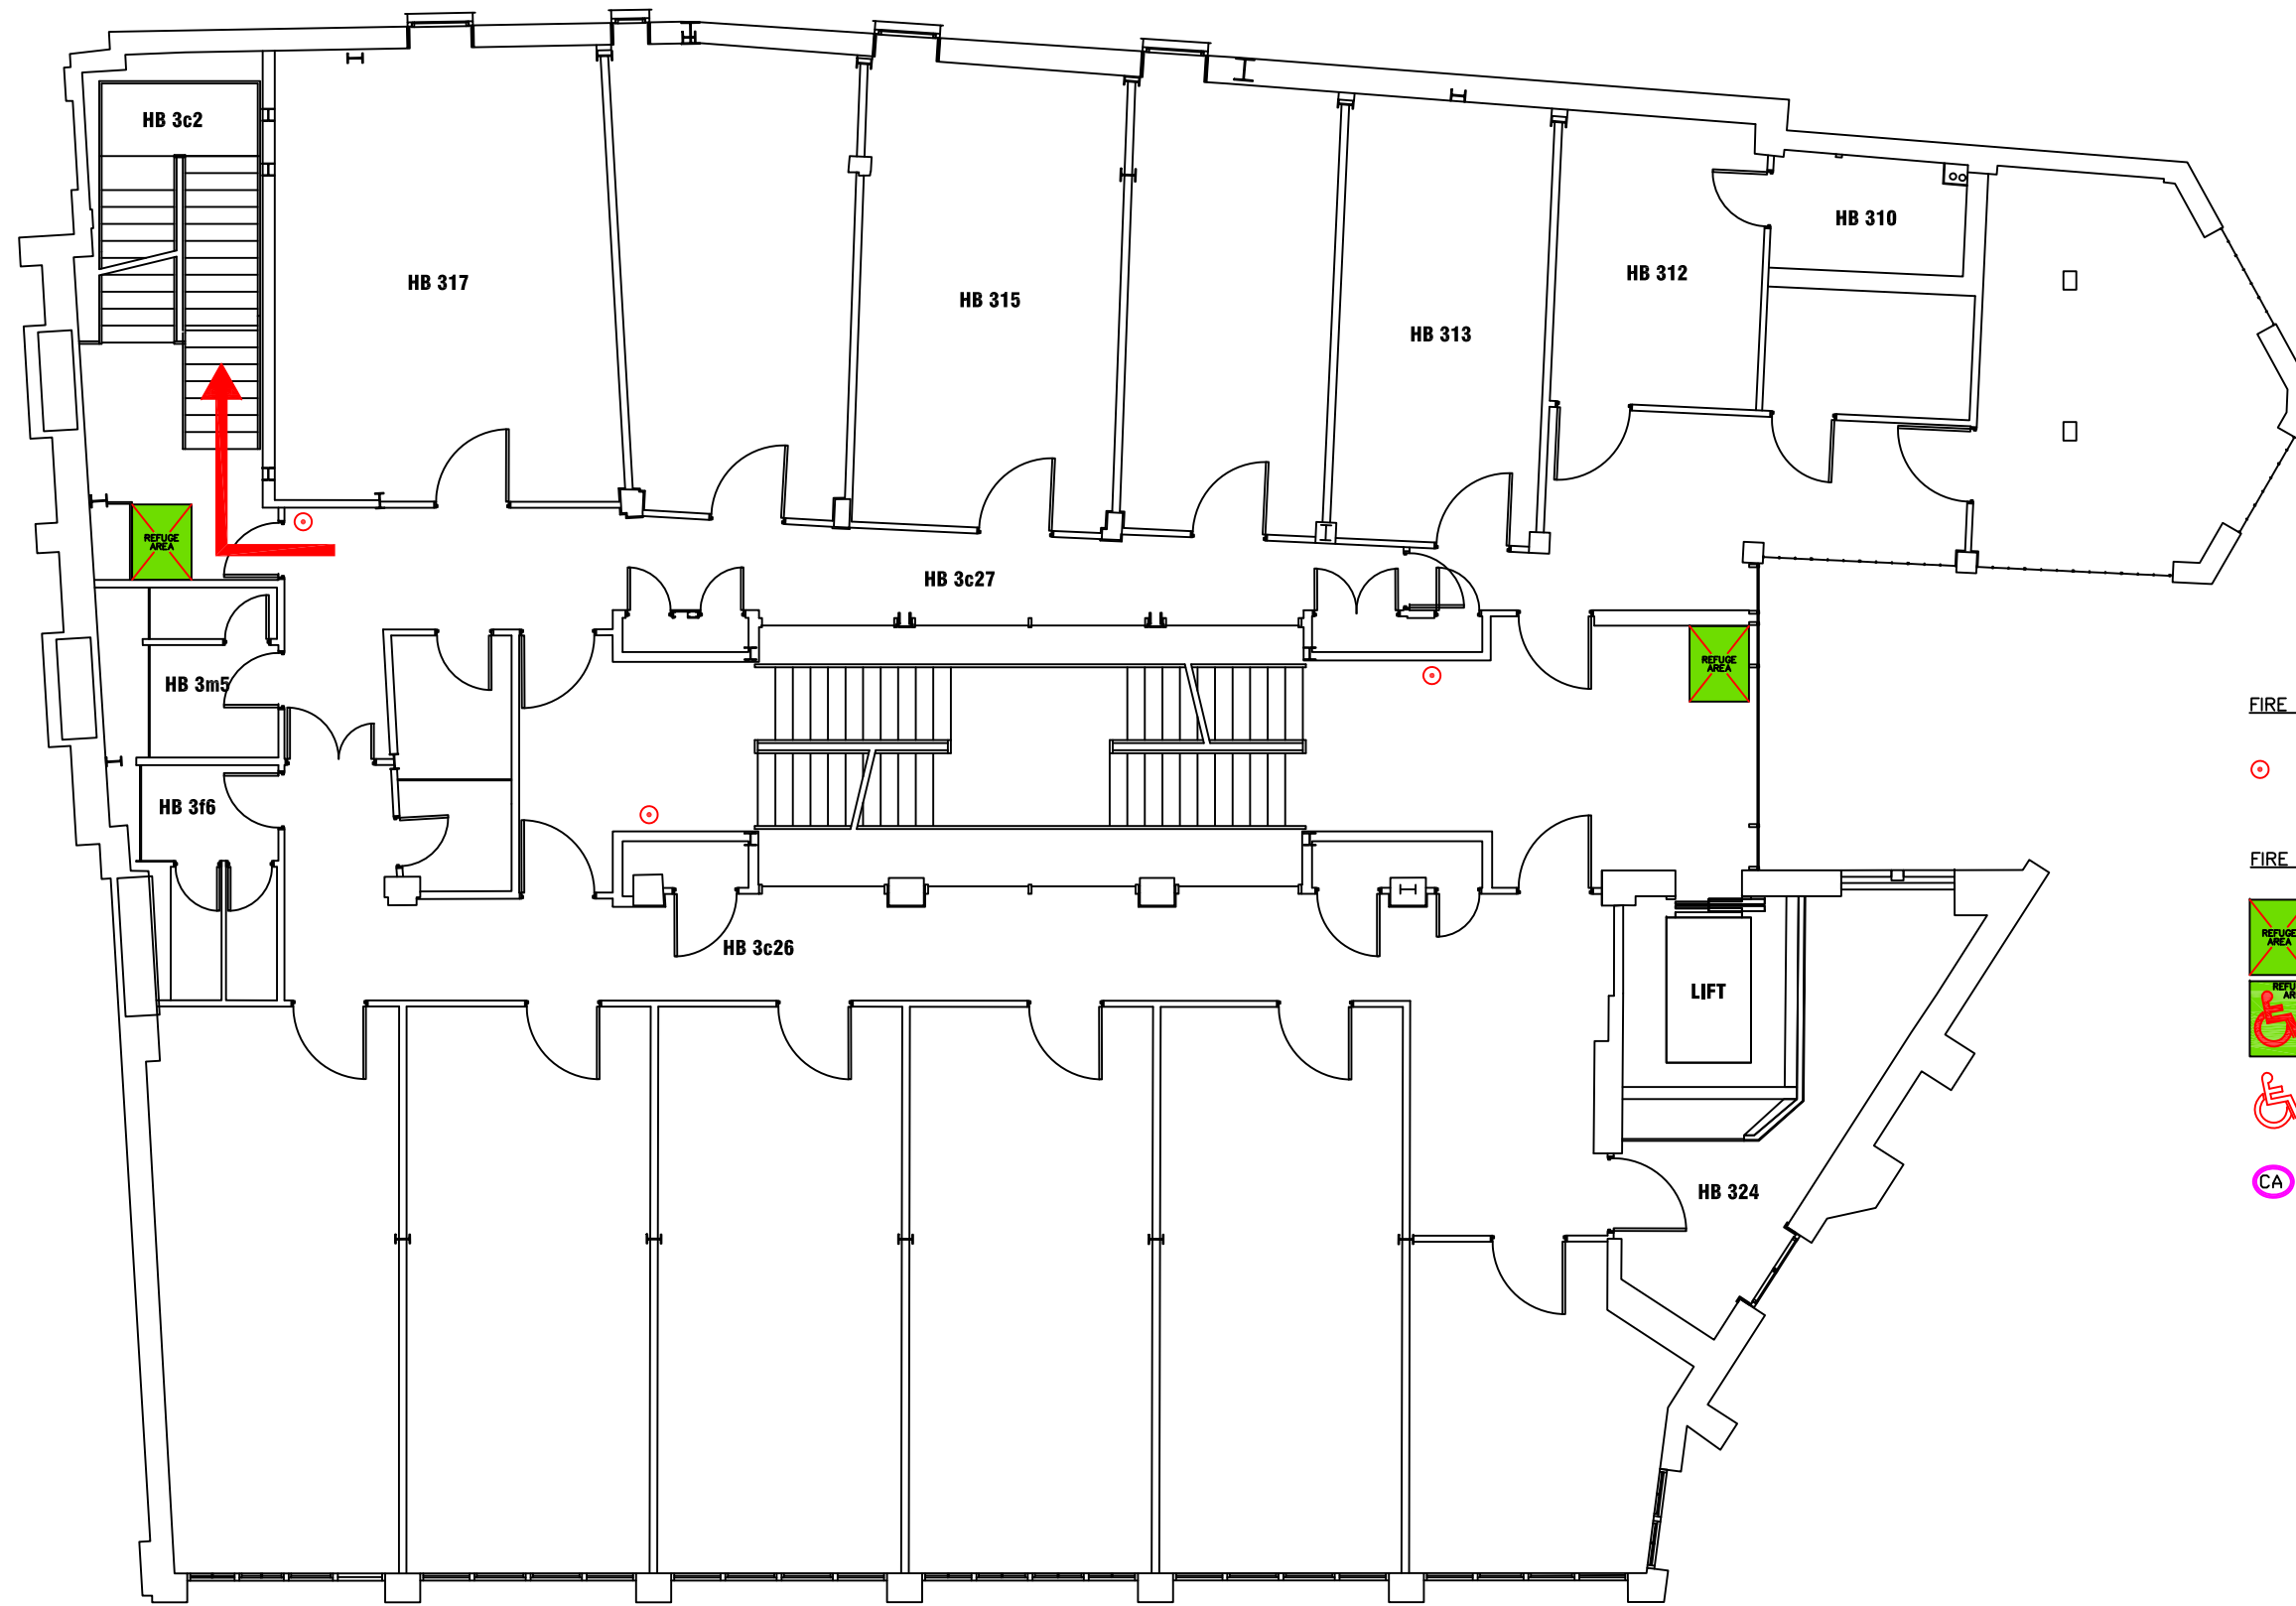 HB 3c2
HB 310
HB 312
HB 317
HB 315
HB 313
REFUGE
AREA
HB 3c27
REFUGE
AREA
HB 3m5
FIRE
HB 3f6
FIRE
REFUGE
AREA
HB 3c26
LIFT
CA
HB 324